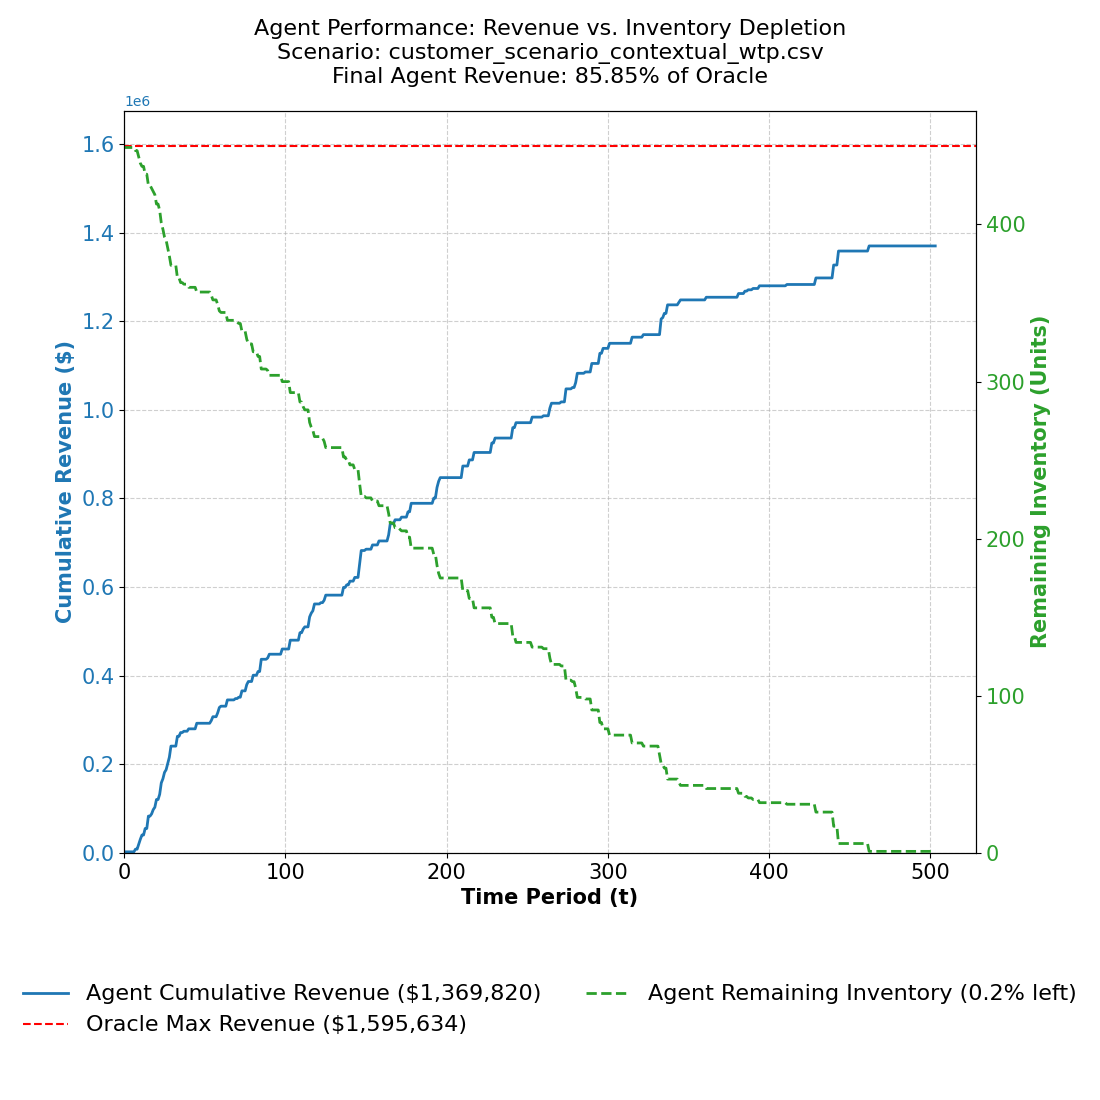 Agent Performance: Revenue vs. Inventory Depletion
Scenario: customer_scenario_contextual_wtp.csv
Final Agent Revenue: 85.85% of Oracle
1e6
1.6
1.4
1.2
1.0
0.8
0.6
0.4
0.2
0.0
Cumulative Revenue ($)
400
300
200
100
0
Remaining Inventory (Units)
0 100 200 300 400 500
Time Period (t)
Agent Cumulative Revenue ($1,369,820)
Oracle Max Revenue ($1,595,634)
Agent Remaining Inventory (0.2% left)